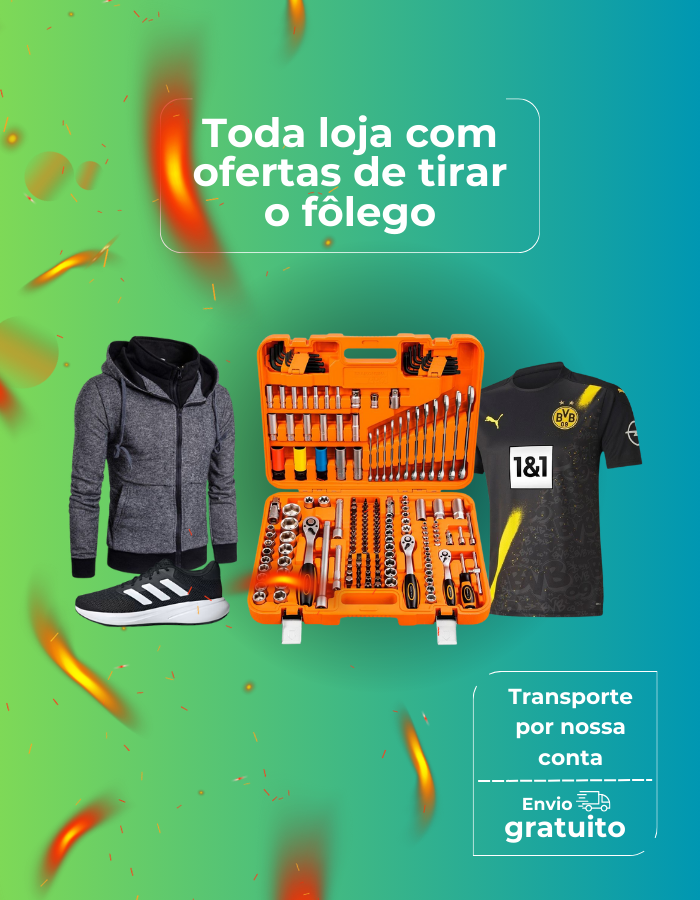 Toda loja com
ofertas de tirar
o fôlego
BVB
09
1&1
Transporte
por nossa
conta
Envio
gratuito